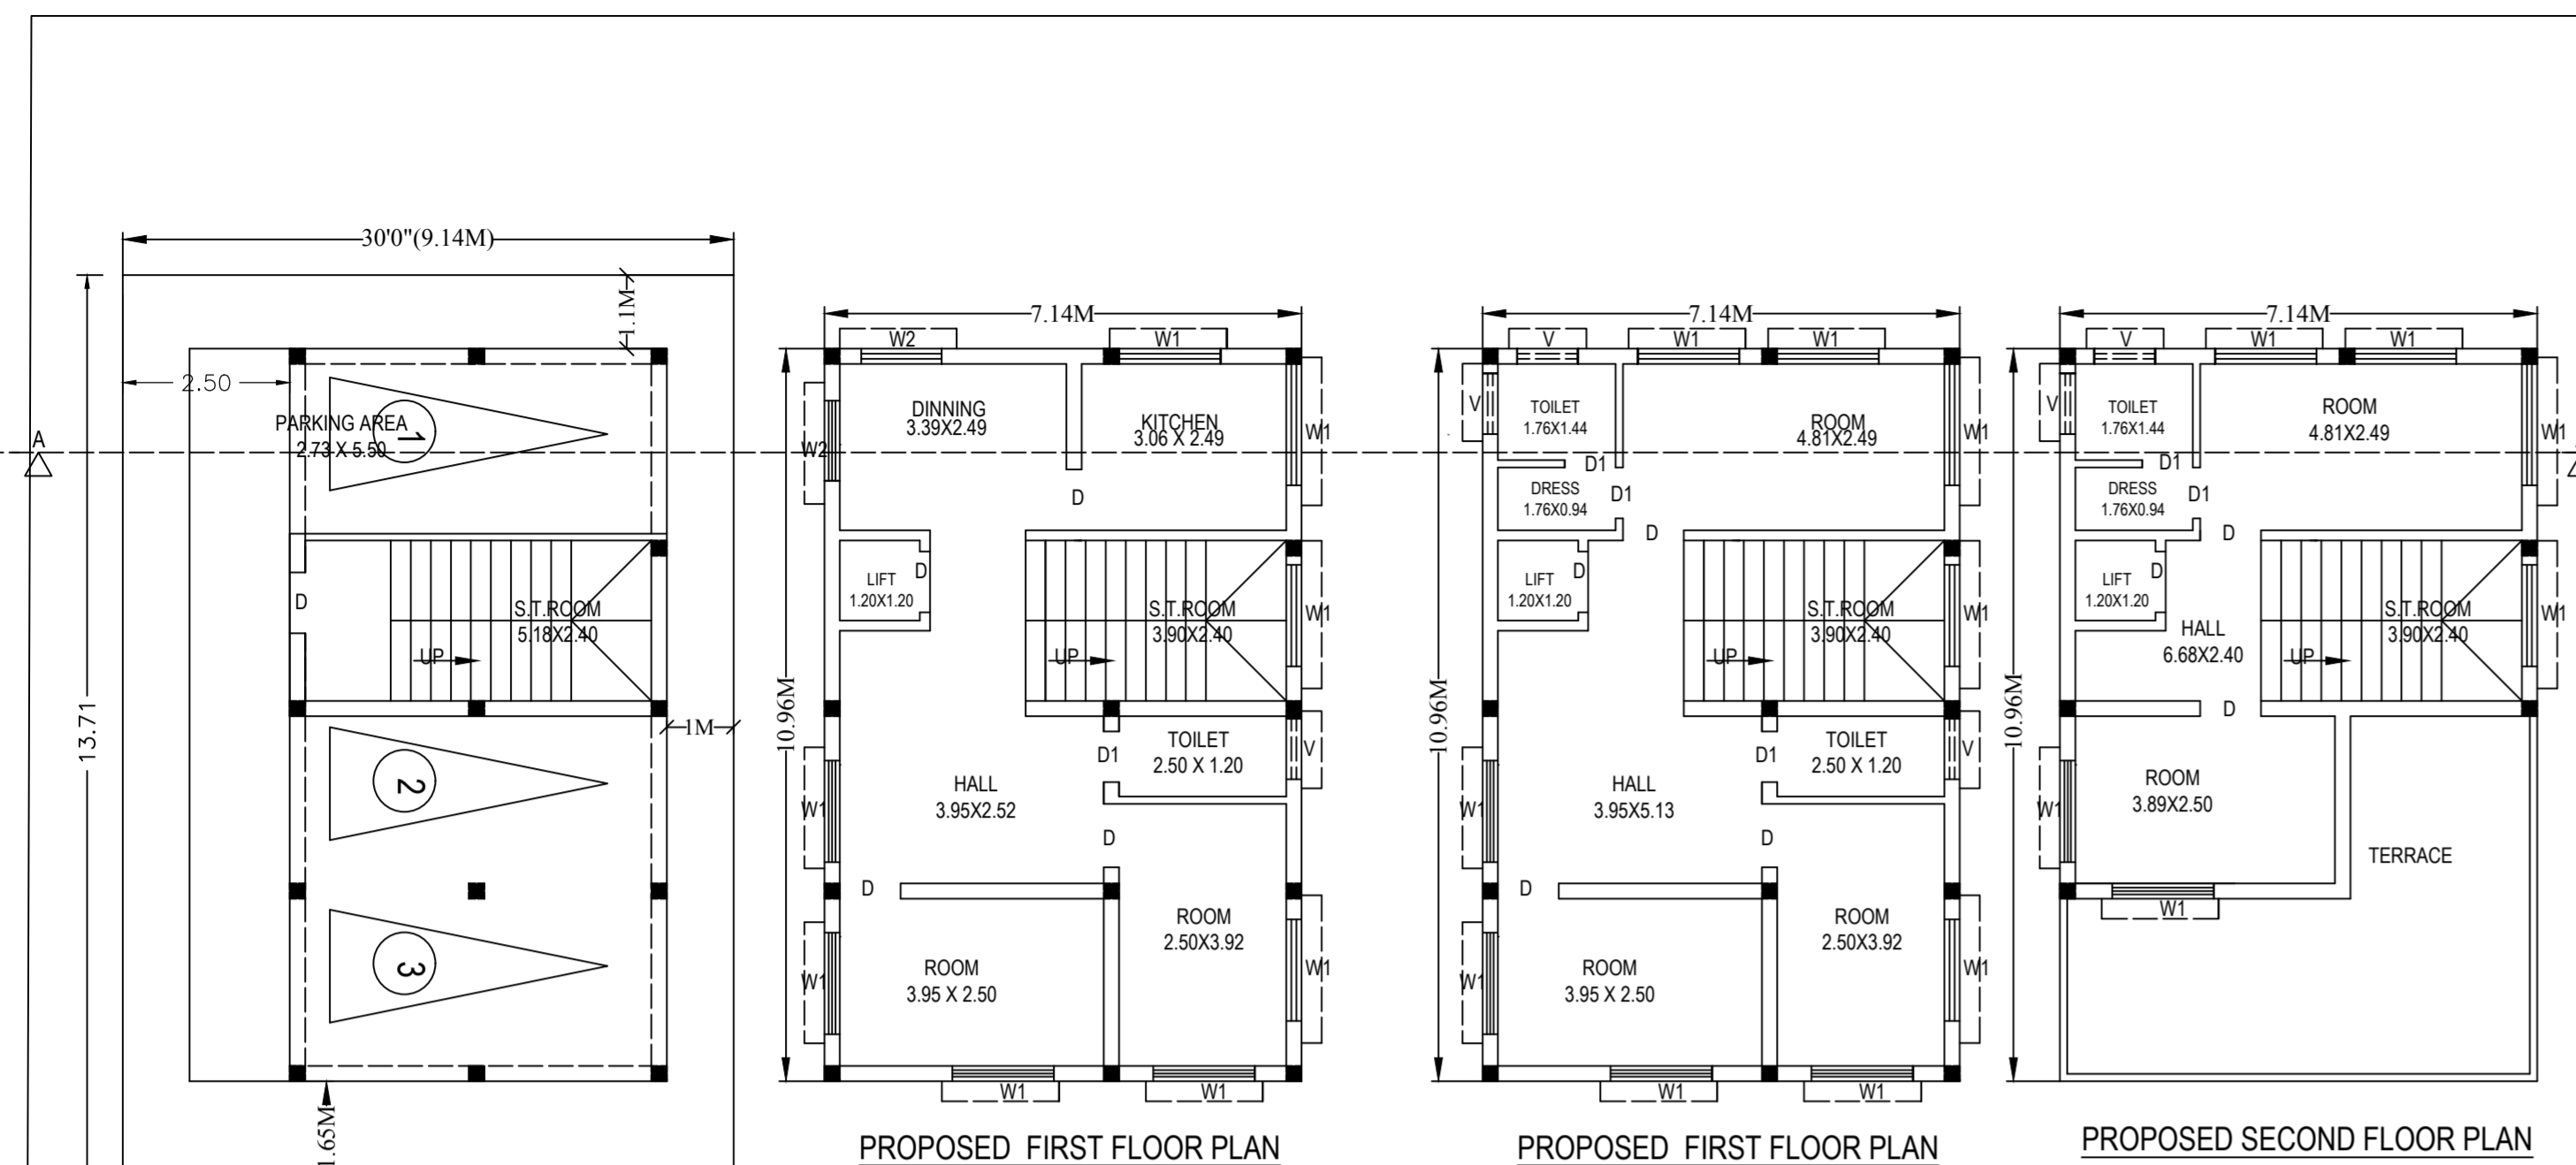 30'0"(9.14M)
1.1M
2.50
PARKING AREA
2.73 X 5.50
1
A
13.71
D
S.T.ROOM
5.18X2.40
UP
1M
2
3
1.65M
7.14M
W2
W1
DINNING
3.39X2.49
KITCHEN
3.06 X 2.49
W2
W1
D
LIFT
1.20X1.20
D
S.T.ROOM
3.90X2.40
W1
UP
10.96M
TOILET
2.50 X 1.20
D1
V
HALL
3.95X2.52
W1
D
D
ROOM
2.50X3.92
ROOM
3.95 X 2.50
W1
W1
W1
W1
PROPOSED FIRST FLOOR PLAN
7.14M
V
W1
W1
V
TOILET
1.76X1.44
ROOM
4.81X2.49
W1
D1
DRESS
1.76X0.94
D1
D
LIFT
1.20X1.20
D
S.T.ROOM
3.90X2.40
W1
UP
10.96M
TOILET
2.50 X 1.20
D1
V
HALL
3.95X5.13
W1
D
D
ROOM
2.50X3.92
ROOM
3.95 X 2.50
W1
W1
W1
W1
PROPOSED FIRST FLOOR PLAN
7.14M
V
W1
W1
V
TOILET
1.76X1.44
ROOM
4.81X2.49
W1
D1
DRESS
1.76X0.94
D1
D
LIFT
1.20X1.20
D
S.T.ROOM
3.90X2.40
W1
HALL
6.68X2.40
UP
10.96M
D
ROOM
3.89X2.50
W1
TERRACE
W1
PROPOSED SECOND FLOOR PLAN